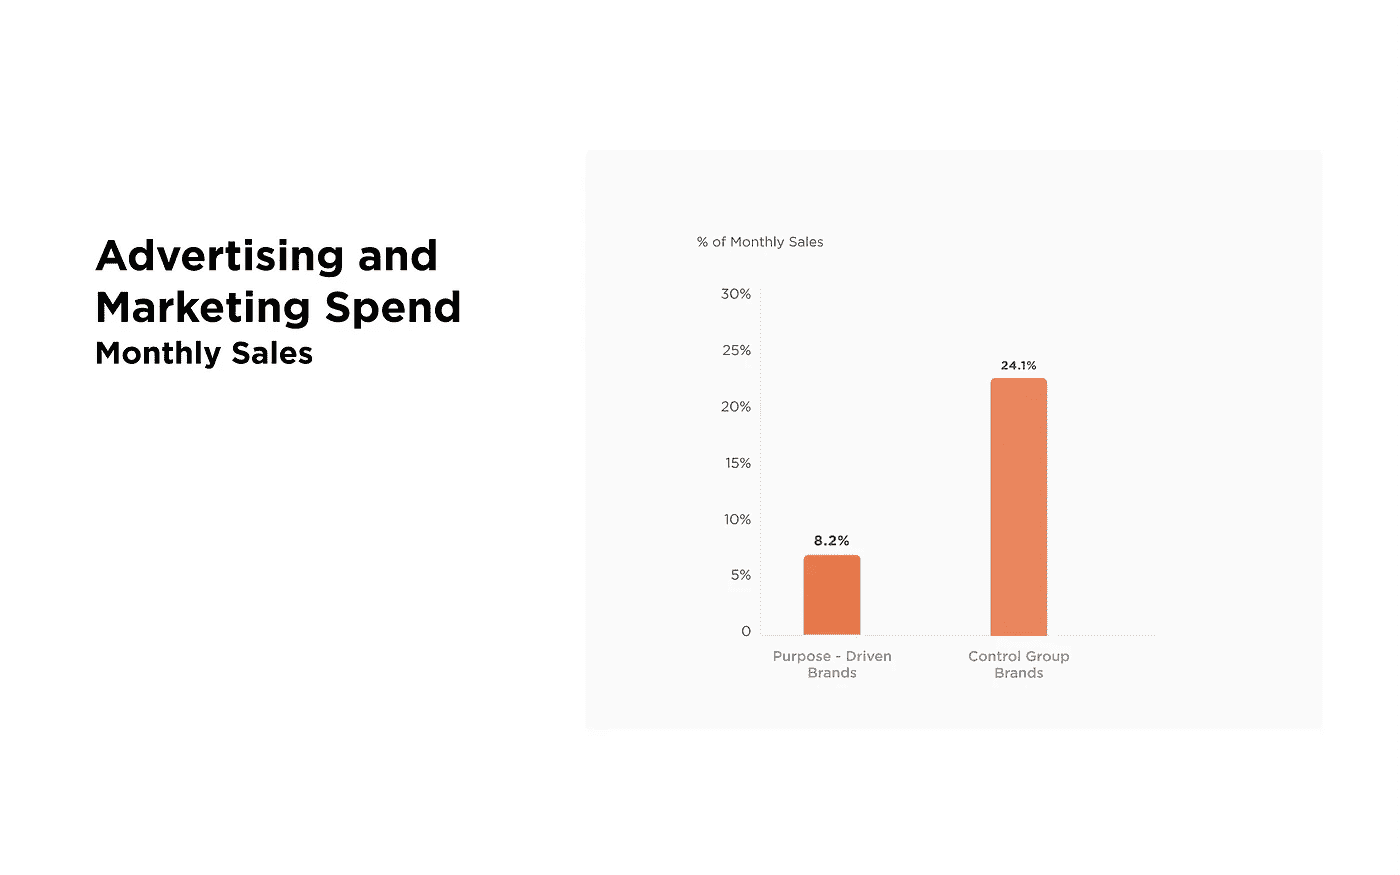 Advertising and
Marketing Spend
Monthly Sales
% of Monthly Sales
30%
25%
20%
15%
10%
5%
0
8.2%
24.1%
Purpose - Driven
Brands
Control Group
Brands